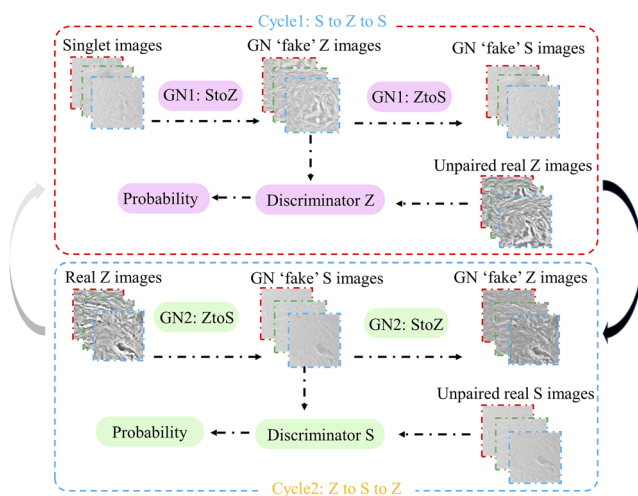 Cycle1: S to Z to S
Singlet images
GN 'fake' Z images
GN 'fake' S images
GN1: StoZ
GN1: ZtoS
Unpaired real Z images
Probability
Discriminator Z
Real Z images
GN 'fake' S images
GN 'fake' Z images
GN2: ZtoS
GN2: StoZ
Unpaired real S images
Probability
Discriminator S
Cycle2: Z to S to Z